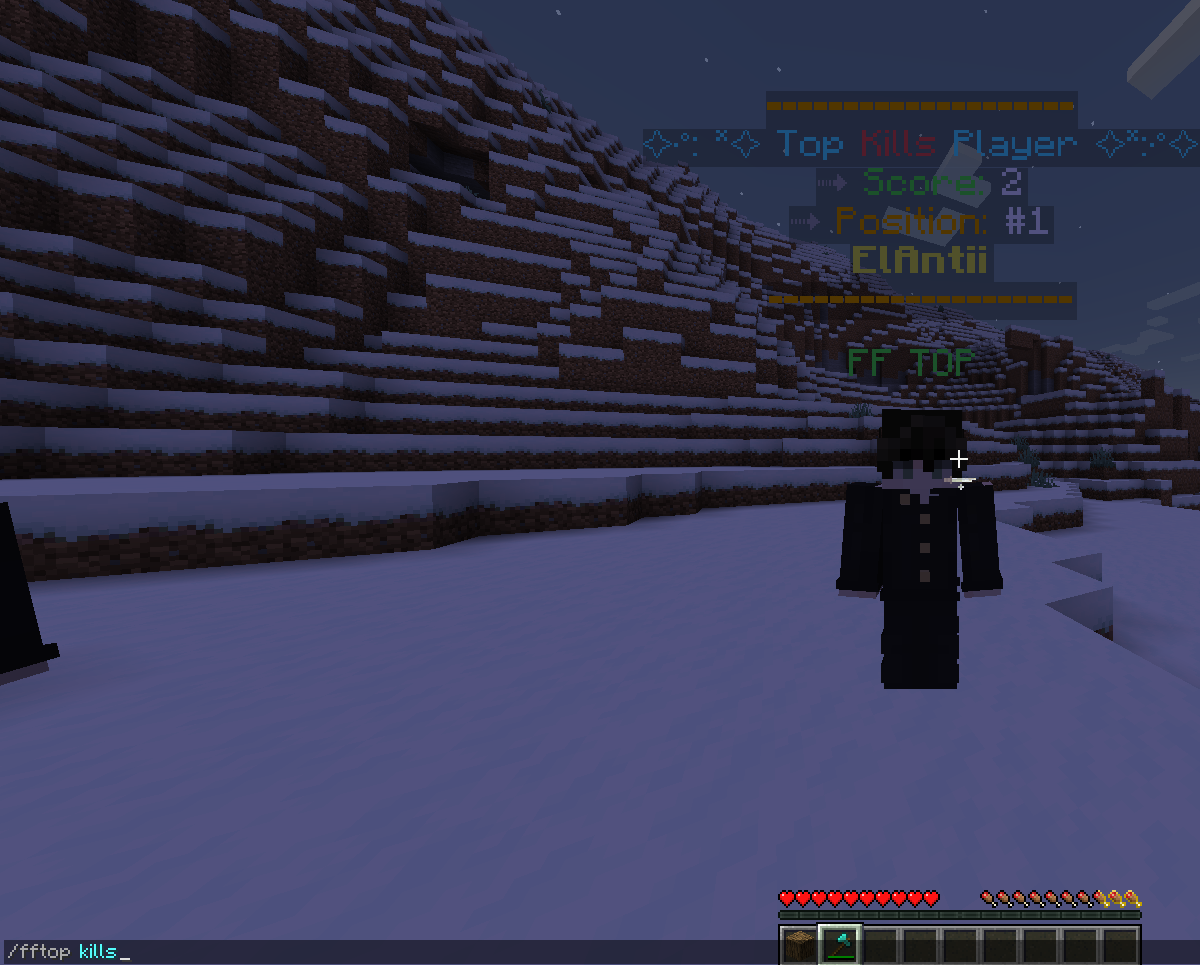 Top Kills Player
Score: 2
Position: #1
ElAntii
FF TOP
/fftop kills_